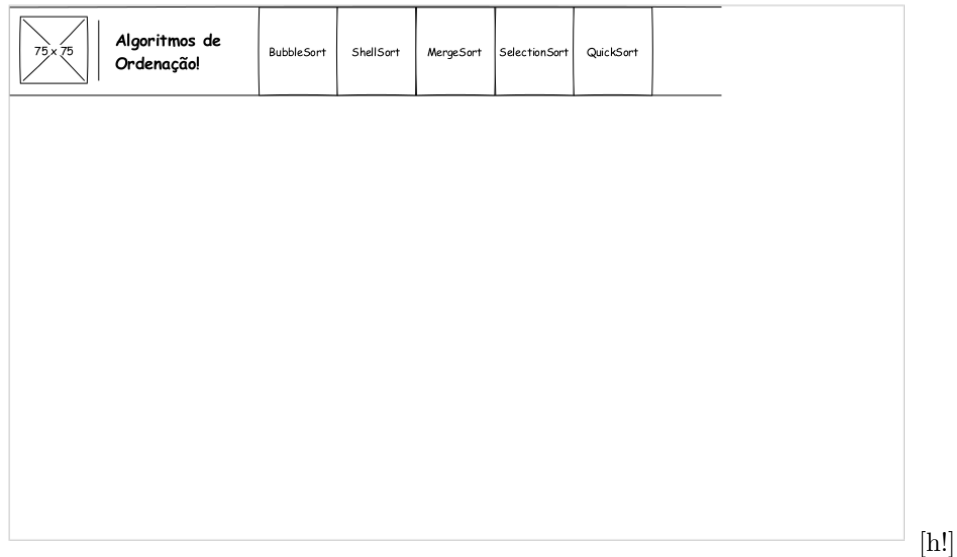 75 x 75
Algoritmos de
Ordenação!
BubbleSort
ShellSort
MergeSort
SelectionSort
QuickSort
[h!]